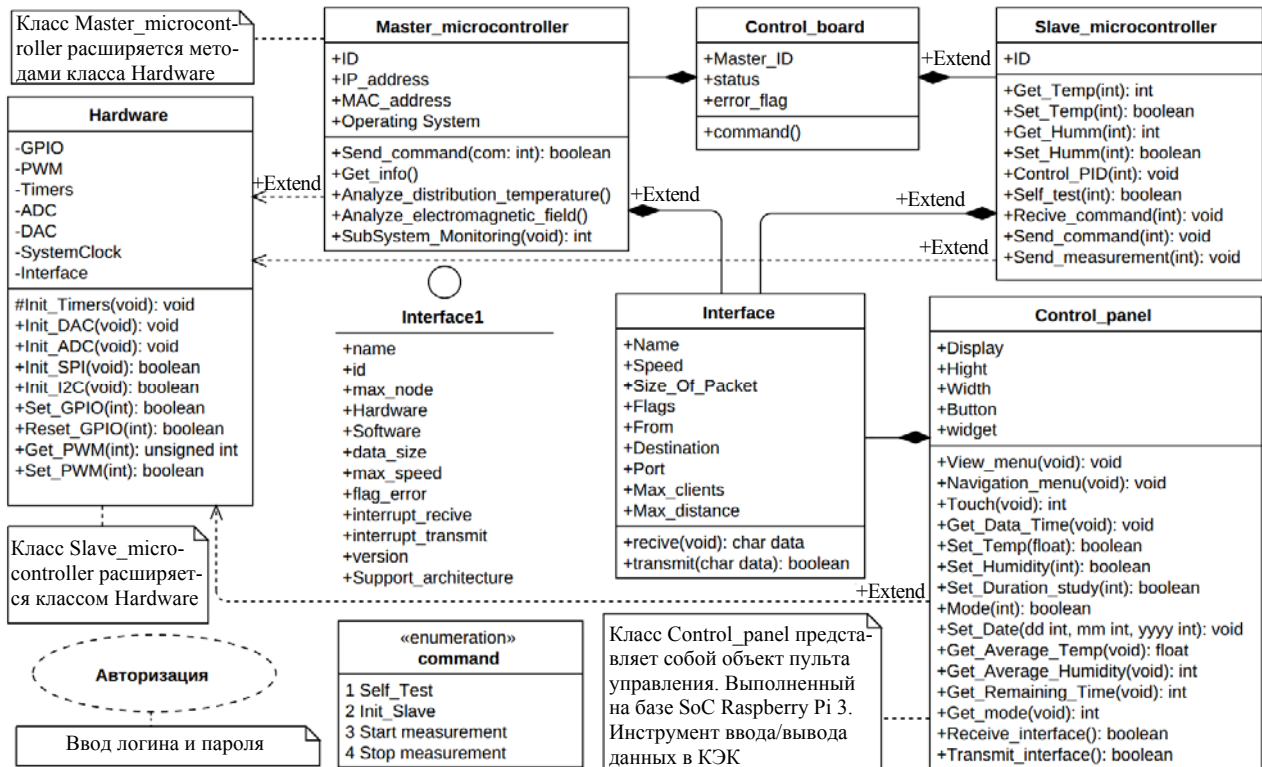 Класс Master_microcont-
roller расширяется мето-
дами класса Hardware
Master_microcontroller
+ID
+IP_address
+MAC_address
+Operating System
+Send_command(com: int): boolean
+Get_info()
+Analyze_distribution_temperature()
+Analyze_electromagnetic_field()
+SubSystem_Monitoring(void): int
Control_board
+Master_ID
+status
+error_flag
+command()
+Extend
Slave_microcontroller
+ID
+Get_Temp(int): int
+Set_Temp(int): boolean
+Get_Humm(int): int
+Set_Humm(int): boolean
+Control_PID(int): void
+Self_test(int): boolean
+Recive_command(int): void
+Send_command(int): void
+Send_measurement(int): void
Hardware
-GPIO
-PWM
-Timers
-ADC
-DAC
-SystemClock
-Interface
#Init_Timers(void): void
+Init_DAC(void): void
+Init_ADC(void): void
+Init_SPI(void): boolean
+Init_I2C(void): boolean
+Set_GPIO(int): boolean
+Reset_GPIO(int): boolean
+Get_PWM(int): unsigned int
+Set_PWM(int): boolean
+Extend
+Extend
+Extend
+Extend
Interface1
+name
+id
+max_node
+Hardware
+Software
+data_size
+max_speed
+flag_error
+interrupt_recive
+interrupt_transmit
+version
+Support_architecture
Interface
+Name
+Speed
+Size_Of_Packet
+Flags
+From
+Destination
+Port
+Max_clients
+Max_distance
+recive(void): char data
+transmit(char data): boolean
Control_panel
+Display
+Hight
+Width
+Button
+widget
+View_menu(void): void
+Navigation_menu(void): void
+Touch(void): int
+Get_Data_Time(void): void
+Set_Temp(float): boolean
+Set_Humidity(int): boolean
+Set_Duration_study(int): boolean
+Mode(int): boolean
+Set_Date(dd int, mm int, yyyy int): void
+Get_Average_Temp(void): float
+Get_Average_Humidity(void): int
+Get_Remaining_Time(void): int
+Get_mode(void): int
+Receive_interface(): boolean
+Transmit_interface(): boolean
+Extend
Класс Slave_micro-
controller расширяет-
ся классом Hardware
Авторизация
Ввод логина и пароля
«enumeration»
command
1 Self_Test
2 Init_Slave
3 Start measurement
4 Stop measurement
Класс Control_panel предста-
вляет собой объект пульта
управления. Выполненный
на базе SoC Raspberry Pi 3.
Инструмент ввода/вывода
данных в КЭК